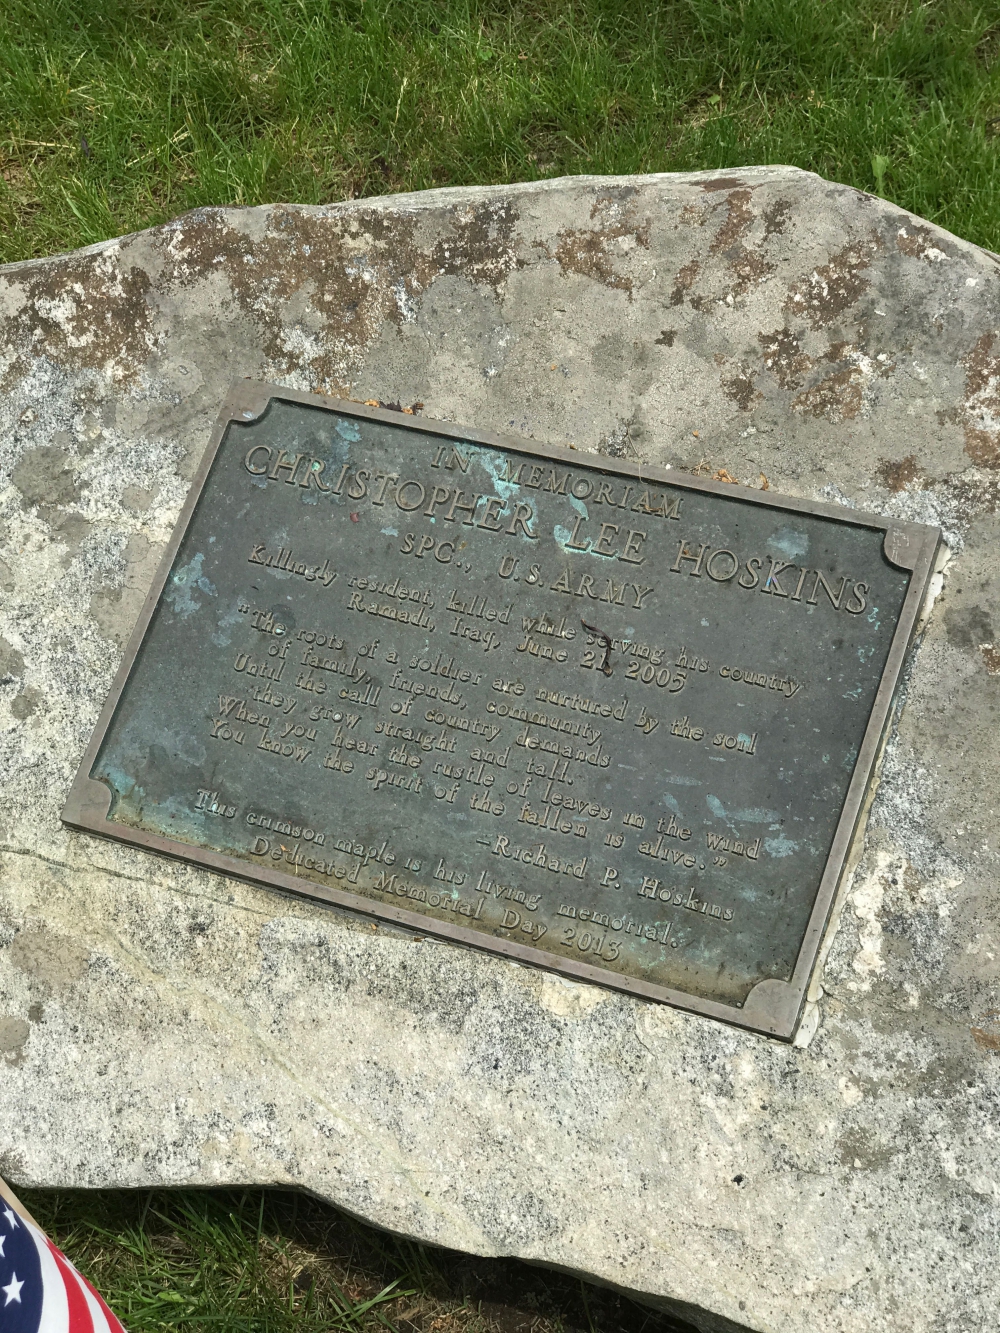 IN MEMORIAM
CHRISTOPHER LEE HOSKINS
SPC., U.S. ARMY
Killingly resident, killed while serving his country
Ramadi, Iraq, June 21, 2005
"The roots of a soldier are nurtured by the soil
of family, friends, community
Until the call of country demands
they grow straught and tall.
When you hear the rustle of leaves in the wind
You know the spirit of the fallen is alive."
-Richard P. Hoskins
This crimson maple is his living memorial.
Dedicated Memorial Day 2013